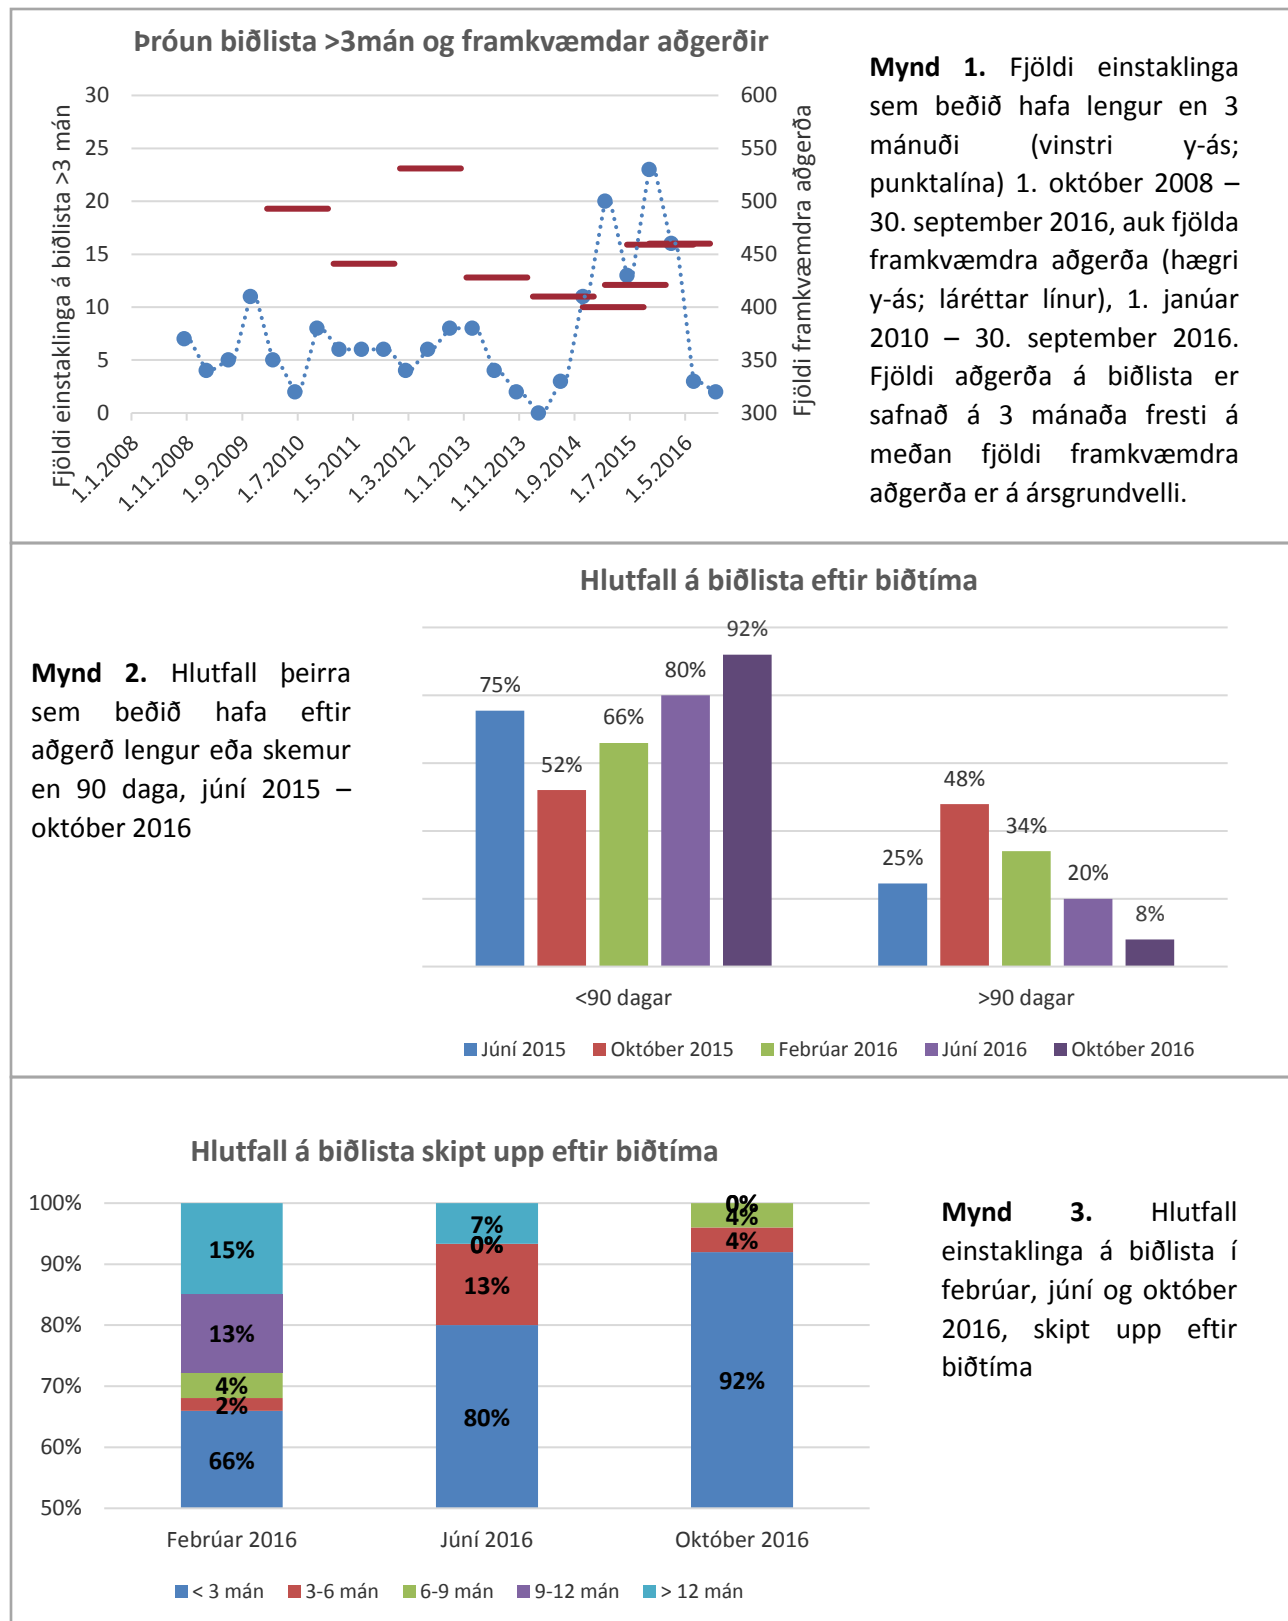 Þróun biðlista >3mán og framkvæmdar aðgerðir
Fjöldi einstaklinga á biðlista >3 mán
30
25
20
15
10
5
0
600
550
500
450
400
350
300
Fjöldi framkvæmdra aðgerða
1.1.2008
1.11.2008
1.9.2009
1.7.2010
1.5.2011
1.3.2012
1.1.2013
1.11.2013
1.9.2014
1.7.2015
1.5.2016
Mynd 1. Fjöldi einstaklinga
sem beðið hafa lengur en 3
mánuði (vinstri y-ás;
punktalína) 1. október 2008 –
30. september 2016, auk fjölda
framkvæmdra aðgerða (hægri
y-ás; láréttar línur), 1. janúar
2010 – 30. september 2016.
Fjöldi aðgerða á biðlista er
safnað á 3 mánaða fresti á
meðan fjöldi framkvæmdra
aðgerða er á ársgrundvelli.
Mynd 2. Hlutfall þeirra
sem beðið hafa eftir
aðgerð lengur eða skemur
en 90 daga, júní 2015 –
október 2016
Hlutfall á biðlista eftir biðtíma
75%
52%
66%
80%
92%
25%
48%
34%
20%
8%
<90 dagar
>90 dagar
Júní 2015
Október 2015
Febrúar 2016
Júní 2016
Október 2016
Hlutfall á biðlista skipt upp eftir biðtíma
100%
90%
80%
70%
60%
50%
15%
13%
4%
2%
66%
7%
0%
13%
80%
0%
4%
4%
92%
Febrúar 2016
Júní 2016
Október 2016
< 3 mán
3-6 mán
6-9 mán
9-12 mán
> 12 mán
Mynd 3. Hlutfall
einstaklinga á biðlista í
febrúar, júní og október
2016, skipt upp eftir
biðtíma